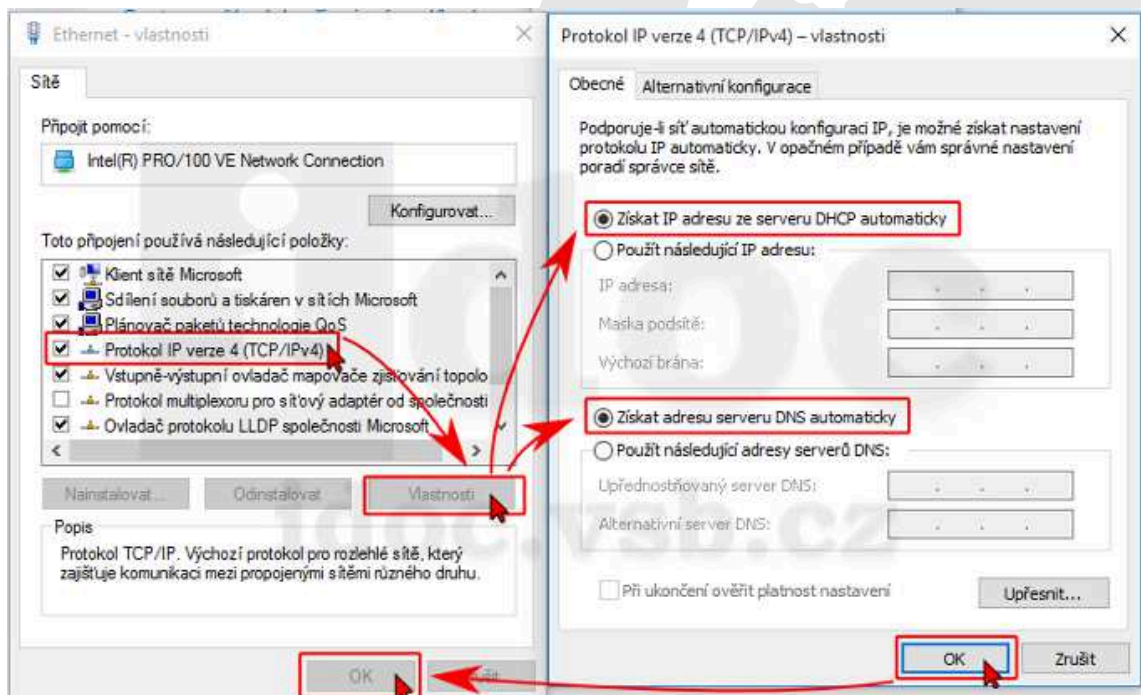 Ethernet - vlastnosti
Sítě
Připojit pomocí:
Intel(R) PRO/100 VE Network Connection
Konfigurovat...
Toto připojení používá následující položky:
Klient sítě Microsoft
Sdílení souborů a tiskáren v sítích Microsoft
Plánovač paketů technologie QoS
Protokol IP verze 4 (TCP/IPv4)
Vstupně-výstupní ovladač mapovače zjišťování topolo
Protokol multiplexoru pro síťový adaptér od společnosti
Ovladač protokolu LLDP společnosti Microsoft
Nainstalovat...
Odinstalovat
Vlastnosti
Popis
Protokol TCP/IP. Výchozí protokol pro rozlehlé sítě, který
zajišťuje komunikaci mezi propojenými sítěmi různého druhu.
OK
Protokol IP verze 4 (TCP/IPv4) – vlastnosti
Obecné
Alternativní konfigurace
Podporuje-li síť automatickou konfiguraci IP, je možné získat nastavení
protokolu IP automaticky. V opačném případě vám správné nastavení
poradí správce sítě.
Získat IP adresu ze serveru DHCP automaticky
Použít následující IP adresu:
IP adresa:
Maska podsítě:
Výchozí brána:
Získat adresu serveru DNS automaticky
Použít následující adresy serverů DNS:
Upřednostňovaný server DNS:
Alternativní server DNS:
Při ukončení ověřit platnost nastavení
Upřesnit...
OK
Zrušit
idoc
idoc.vsb.cz